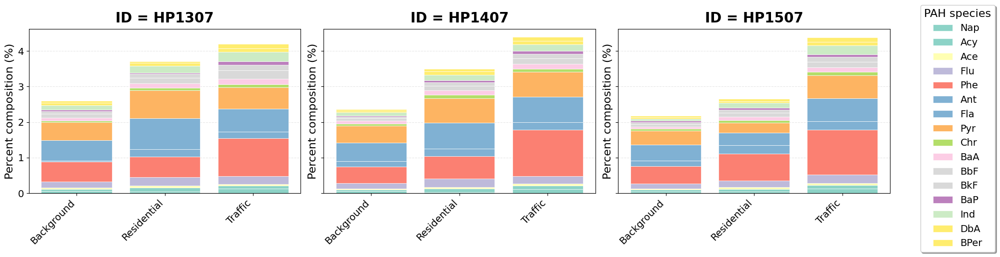 ID = HP1307
ID = HP1407
ID = HP1507
Percent composition (%)
4
3
2
1
0
Background
Residential
Traffic
Percent composition (%)
Background
Residential
Traffic
Percent composition (%)
Background
Residential
Traffic
PAH species
Nap
Acy
Ace
Flu
Phe
Ant
Fla
Pyr
Chr
BaA
BbF
BkF
BaP
Ind
DbA
BPer